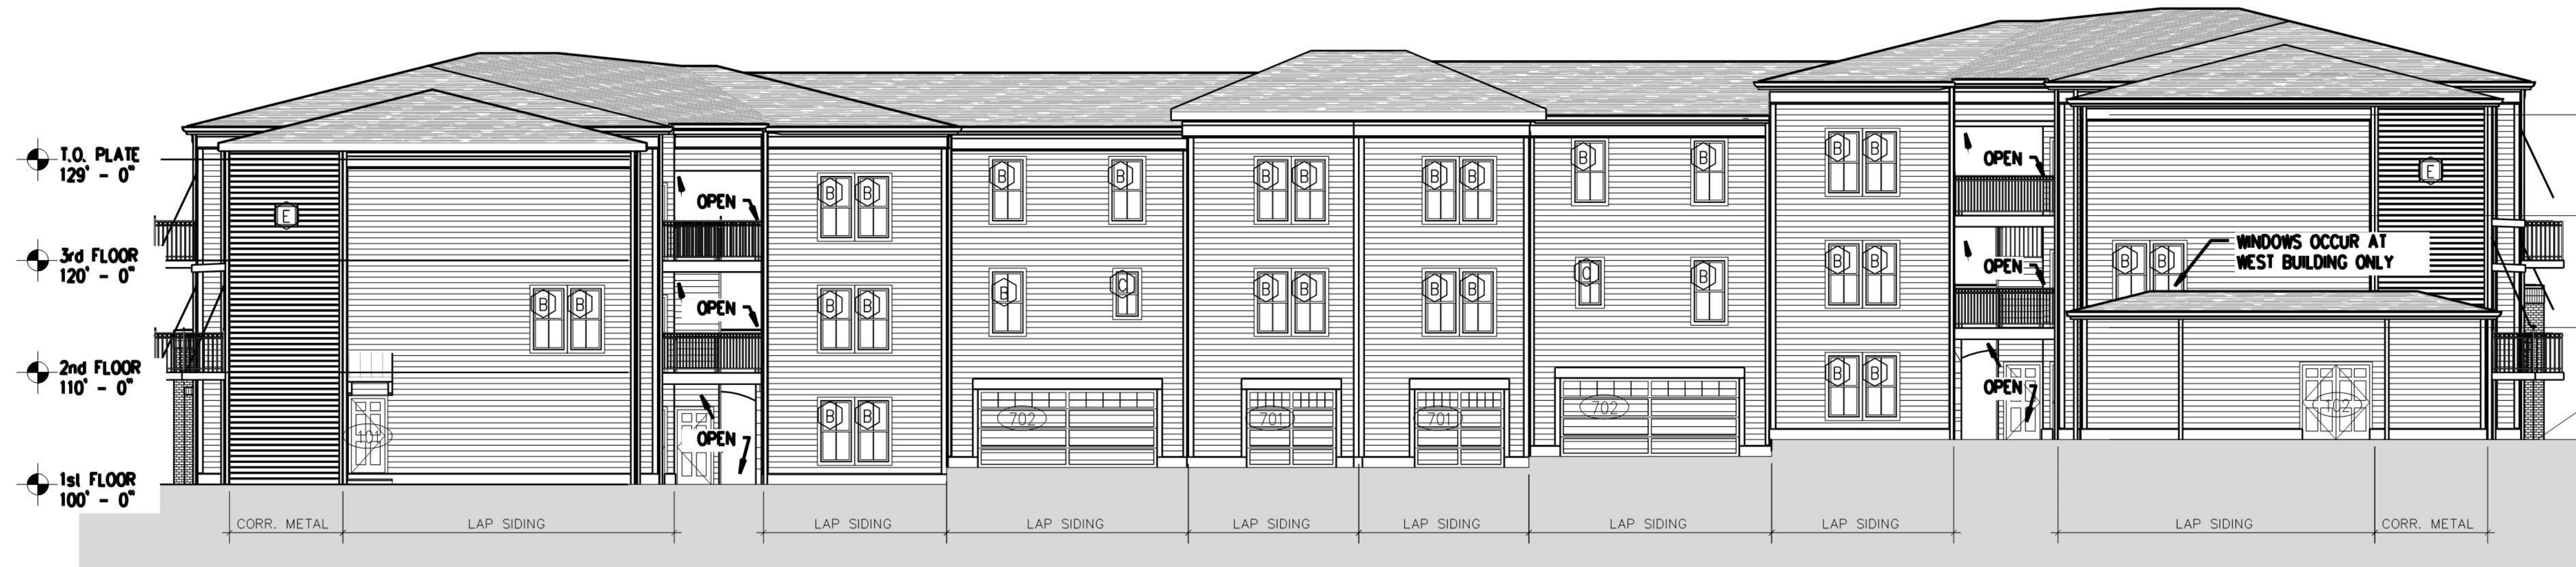 T.O. PLATE
129' - 0"
3rd FLOOR
120' - 0"
2nd FLOOR
110' - 0"
1st FLOOR
100' - 0"
E
B B
101
OPEN
OPEN
OPEN
B B
B B
B B
B B
B C
702
B B
B B
701
B B
B B
701
B B
C B
702
B B
B B
B B
OPEN
OPEN
OPEN
E
B B
WINDOWS OCCUR AT
WEST BUILDING ONLY
102
CORR. METAL
LAP SIDING
LAP SIDING
LAP SIDING
LAP SIDING
LAP SIDING
LAP SIDING
LAP SIDING
LAP SIDING
CORR. METAL